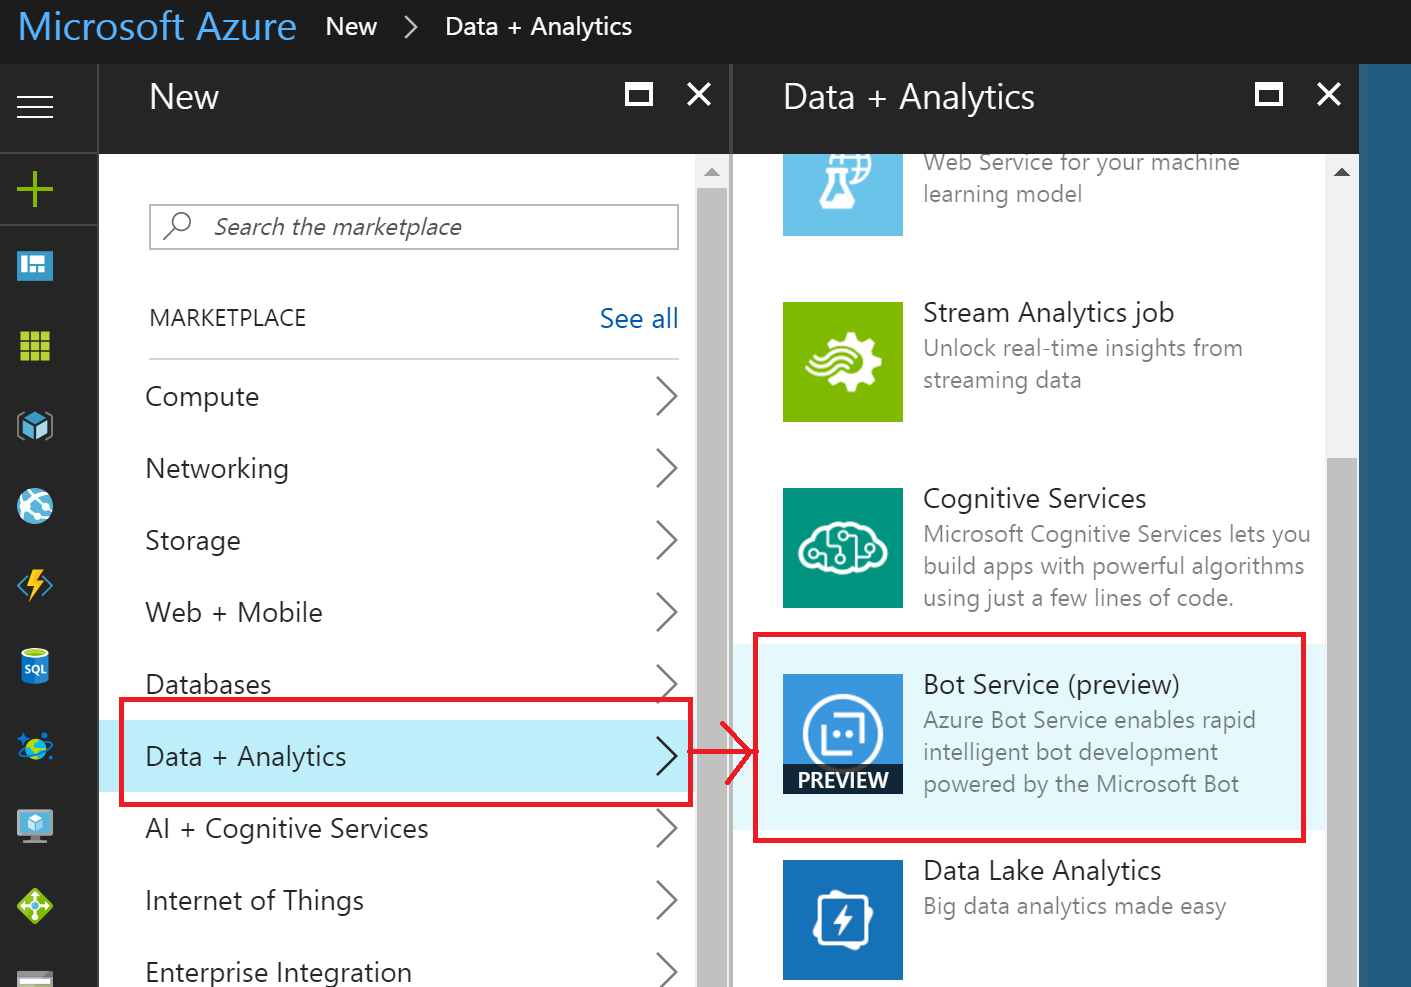 Microsoft Azure New > Data + Analytics
New
Search the marketplace
MARKETPLACE See all
Compute
Networking
Storage
Web + Mobile
Databases
Data + Analytics
AI + Cognitive Services
Internet of Things
Enterprise Integration
SQL
Data + Analytics
Web Service for your machine
learning model
Stream Analytics job
Unlock real-time insights from
streaming data
Cognitive Services
Microsoft Cognitive Services lets you
build apps with powerful algorithms
using just a few lines of code.
Bot Service (preview)
Azure Bot Service enables rapid
intelligent bot development
powered by the Microsoft Bot
PREVIEW
Data Lake Analytics
Big data analytics made easy